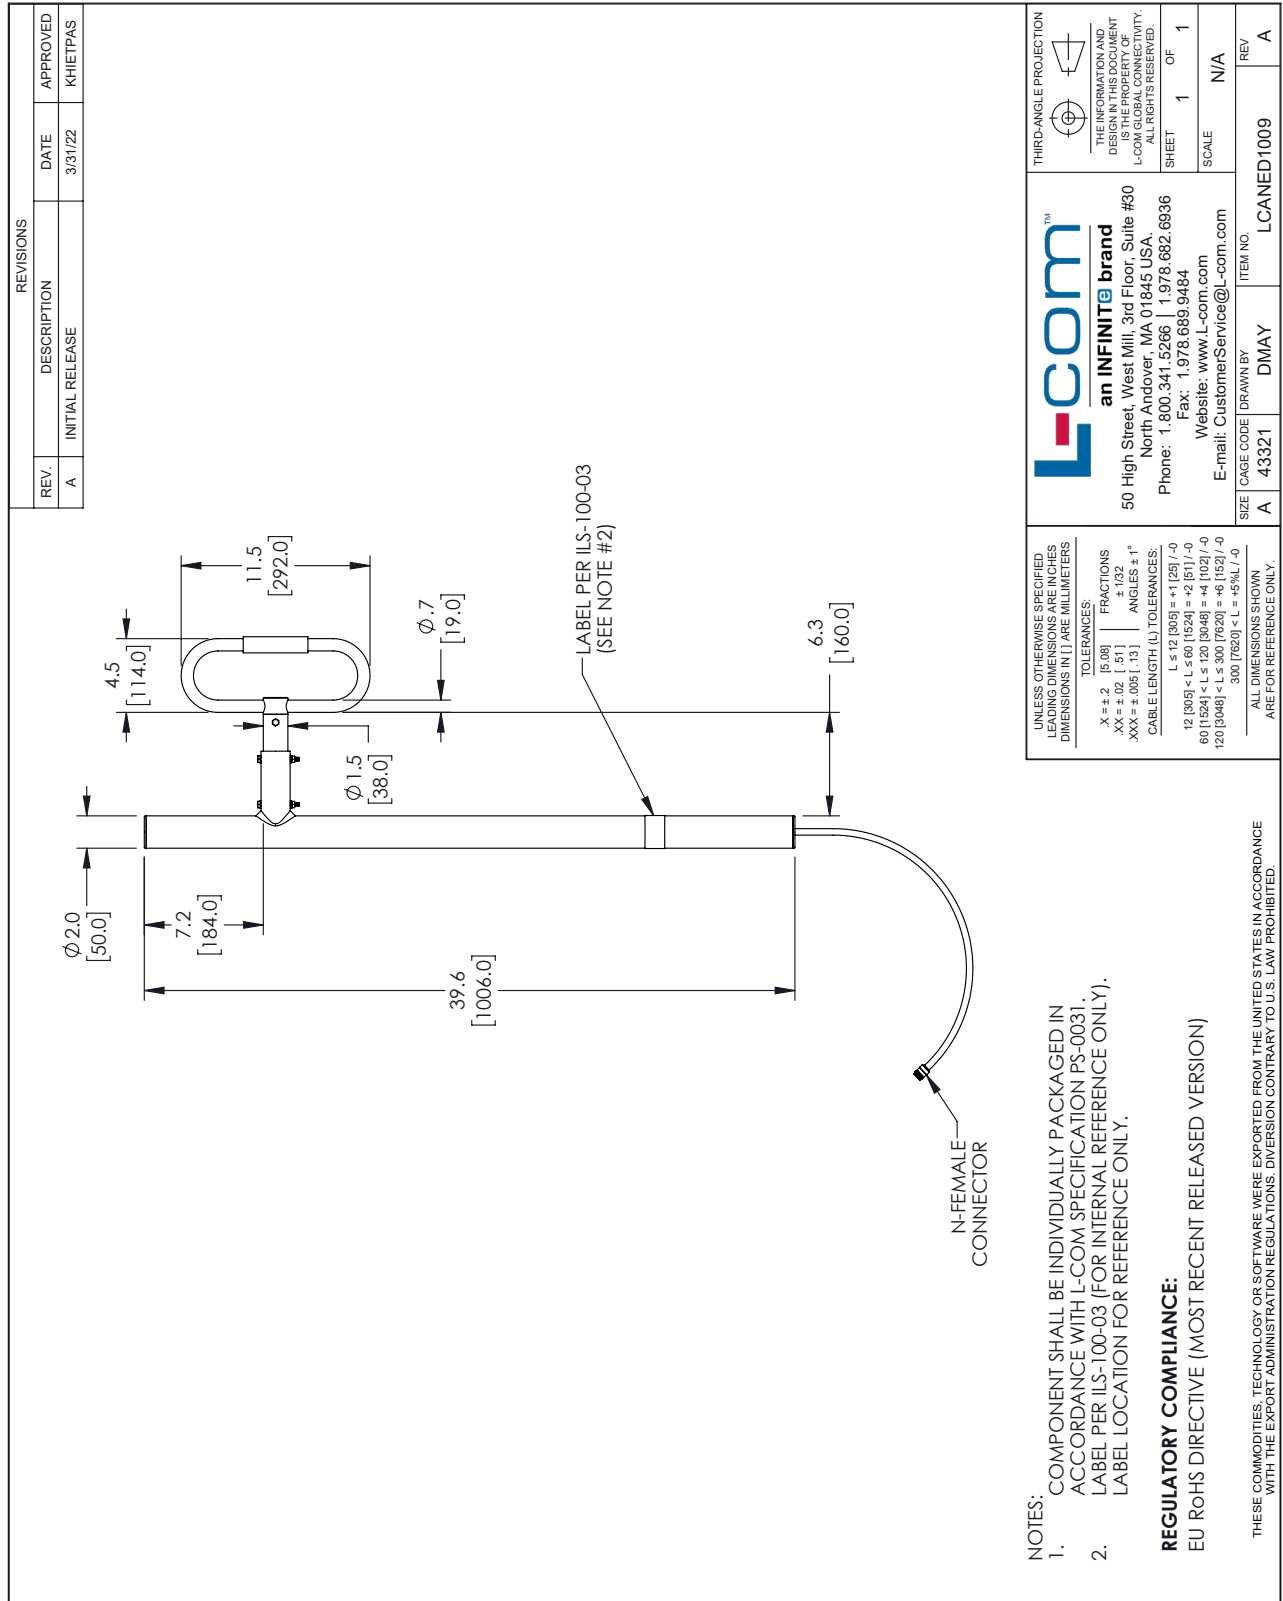 REVISIONS
REV. DESCRIPTION DATE APPROVED
A INITIAL RELEASE 3/31/22 KHIETPAS
Ø 2.0
[50.0]
7.2
[184.0]
39.6
[1006.0]
4.5
[114.0]
11.5
[292.0]
Ø .7
[19.0]
Ø 1.5
[38.0]
6.3
[160.0]
LABEL PER ILS-100-03
(SEE NOTE #2)
N-FEMALE
CONNECTOR
NOTES:
1. COMPONENT SHALL BE INDIVIDUALLY PACKAGED IN
ACCORDANCE WITH L-COM SPECIFICATION PS-0031.
2. LABEL PER ILS-100-03 (FOR INTERNAL REFERENCE ONLY).
LABEL LOCATION FOR REFERENCE ONLY.
REGULATORY COMPLIANCE:
EU RoHS DIRECTIVE (MOST RECENT RELEASED VERSION)
THESE COMMODITIES, TECHNOLOGY OR SOFTWARE WERE EXPORTED FROM THE UNITED STATES IN ACCORDANCE
WITH THE EXPORT ADMINISTRATION REGULATIONS. DIVERSION CONTRARY TO U.S. LAW PROHIBITED.
UNLESS OTHERWISE SPECIFIED
LEADING DIMENSIONS ARE INCHES
DIMENSIONS IN [ ] ARE MILLIMETERS
TOLERANCES:
.X = ± .2 [5.08] FRACTIONS
.XX = ± .02 [ .51] ± 1/32
.XXX = ± .005 [ .13] ANGLES ± 1°
CABLE LENGTH (L) TOLERANCES:
L ≤ 12 [305] = +1 [25] / -0
12 [305] < L ≤ 60 [1524] = +2 [51] / -0
60 [1524] < L ≤ 120 [3048] = +4 [102] / -0
120 [3048] < L ≤ 300 [7620] = +6 [152] / -0
300 [7620] < L = +5%L / -0
ALL DIMENSIONS SHOWN
ARE FOR REFERENCE ONLY.
L-com™
an INFINITe brand
50 High Street, West Mill, 3rd Floor, Suite #30
North Andover, MA 01845 USA.
Phone: 1.800.341.5266 | 1.978.682.6936
Fax: 1.978.689.9484
Website: www.L-com.com
E-mail: CustomerService@L-com.com
THIRD-ANGLE PROJECTION
THE INFORMATION AND
DESIGN IN THIS DOCUMENT
IS THE PROPERTY OF
L-COM GLOBAL CONNECTIVITY.
ALL RIGHTS RESERVED.
SHEET 1 OF 1
SCALE N/A
SIZE A
CAGE CODE 43321
DRAWN BY DMAY
ITEM NO. LCANED1009
REV A